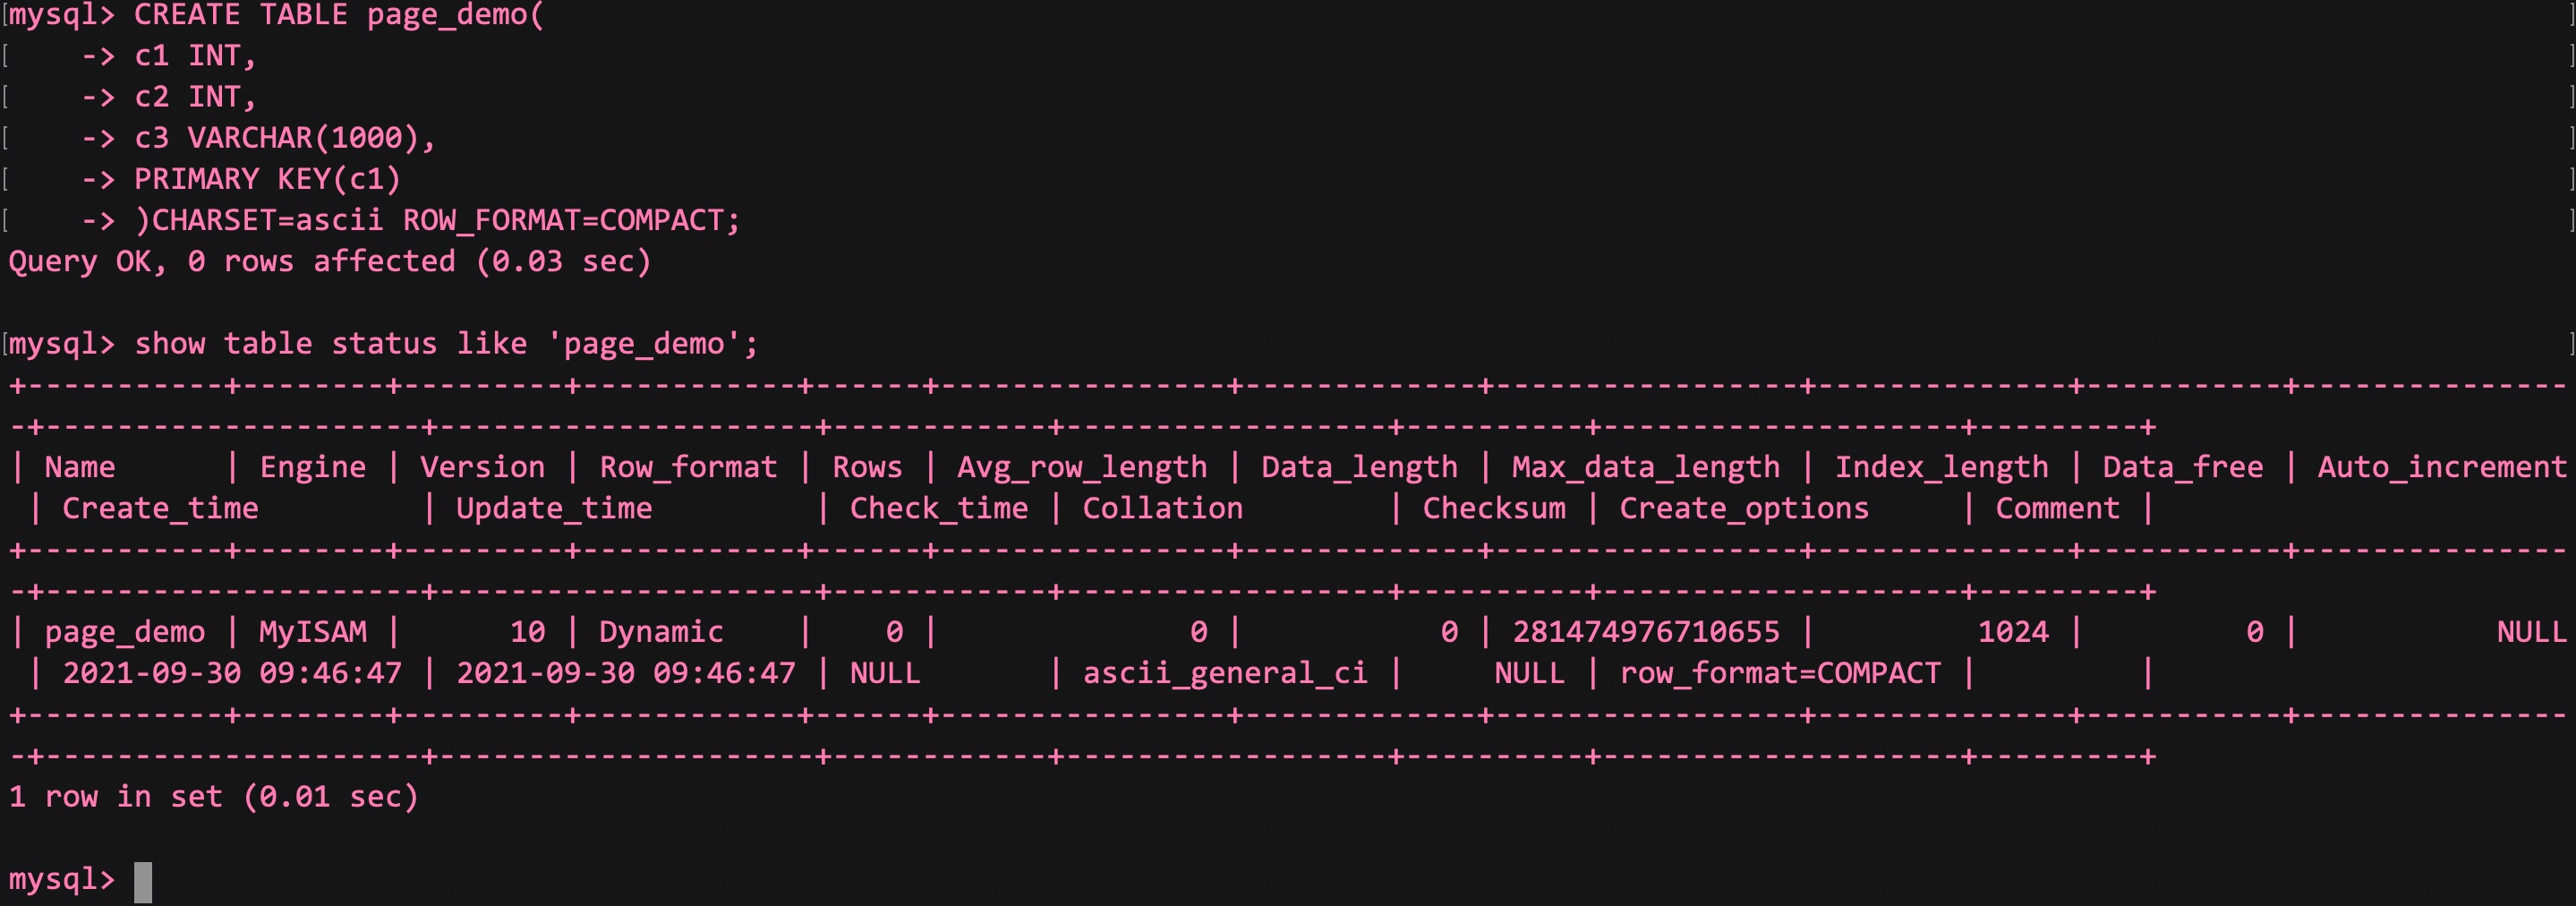 [mysql> CREATE TABLE page_demo( ]
[    -> c1 INT, ]
[    -> c2 INT, ]
[    -> c3 VARCHAR(1000), ]
[    -> PRIMARY KEY(c1) ]
[    -> )CHARSET=ascii ROW_FORMAT=COMPACT; ]
Query OK, 0 rows affected (0.03 sec)
[mysql> show table status like 'page_demo'; ]
+-----------+--------+---------+------------+------+----------------+-------------+-----------------+--------------+-----------+---------------
-+---------------------+---------------------+------------+------------------+----------+--------------------+---------+
| Name      | Engine | Version | Row_format | Rows | Avg_row_length | Data_length | Max_data_length | Index_length | Data_free | Auto_increment
 | Create_time         | Update_time         | Check_time | Collation        | Checksum | Create_options     | Comment |
+-----------+--------+---------+------------+------+----------------+-------------+-----------------+--------------+-----------+---------------
-+---------------------+---------------------+------------+------------------+----------+--------------------+---------+
| page_demo | MyISAM |      10 | Dynamic    |    0 |              0 |           0 | 281474976710655 |         1024 |         0 |           NULL
 | 2021-09-30 09:46:47 | 2021-09-30 09:46:47 | NULL       | ascii_general_ci |     NULL | row_format=COMPACT |         |
+-----------+--------+---------+------------+------+----------------+-------------+-----------------+--------------+-----------+---------------
-+---------------------+---------------------+------------+------------------+----------+--------------------+---------+
1 row in set (0.01 sec)
mysql>